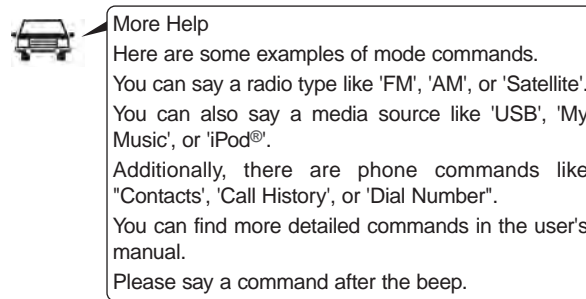 More Help
Here are some examples of mode commands.
You can say a radio type like 'FM', 'AM', or 'Satellite'.
You can also say a media source like 'USB', 'My
Music', or 'iPod®'.
Additionally, there are phone commands like
"Contacts', 'Call History', or 'Dial Number".
You can find more detailed commands in the user's
manual.
Please say a command after the beep.